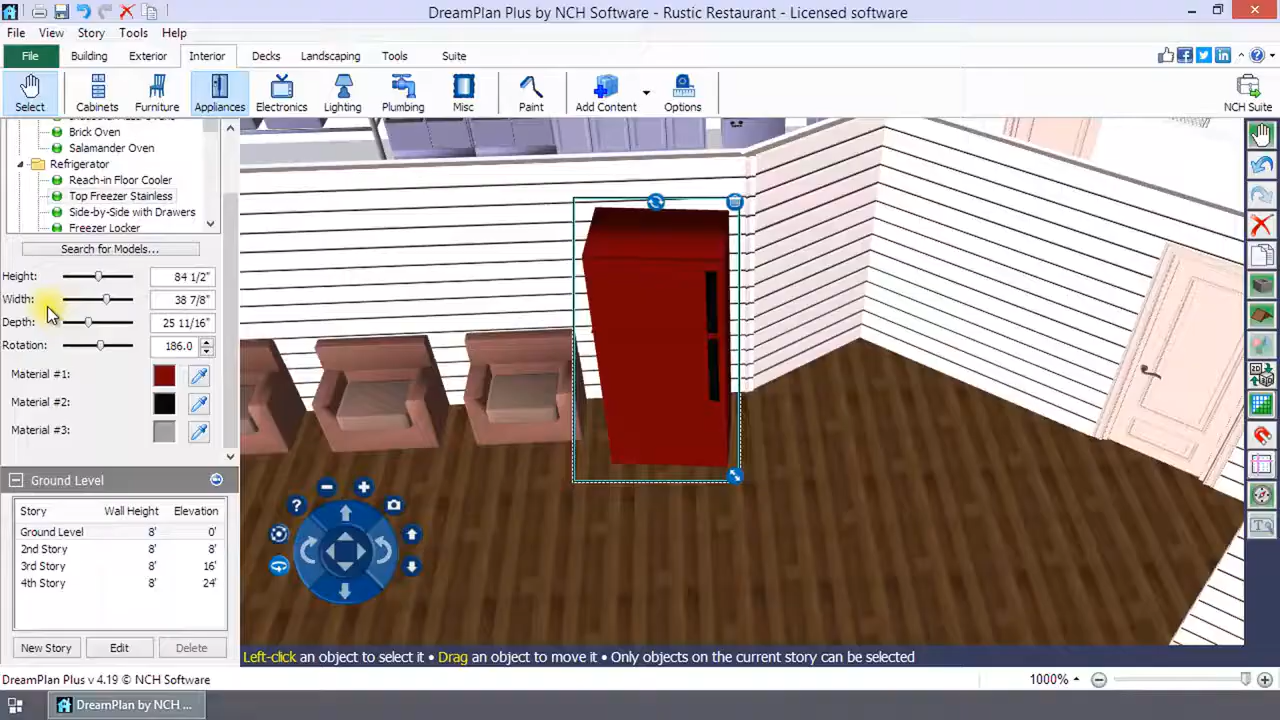 DreamPlan Plus by NCH Software - Rustic Restaurant - Licensed software
File View Story Tools Help
File Building Exterior Interior Decks Landscaping Tools Suite
Select Cabinets Furniture Appliances Electronics Lighting Plumbing Misc Paint Add Content Options NCH Suite
Brick Oven
Salamander Oven
Refrigerator
Reach-in Floor Cooler
Top Freezer Stainless
Side-by-Side with Drawers
Freezer Locker
Search for Models...
Height: 84 1/2"
Width: 38 7/8"
Depth: 25 11/16"
Rotation: 186.0
Material #1:
Material #2:
Material #3:
Ground Level
Story Wall Height Elevation
Ground Level 8' 0'
2nd Story 8' 8'
3rd Story 8' 16'
4th Story 8' 24'
New Story Edit Delete
Left-click an object to select it • Drag an object to move it • Only objects on the current story can be selected
DreamPlan Plus v 4.19 © NCH Software
1000%
DreamPlan by NCH ...